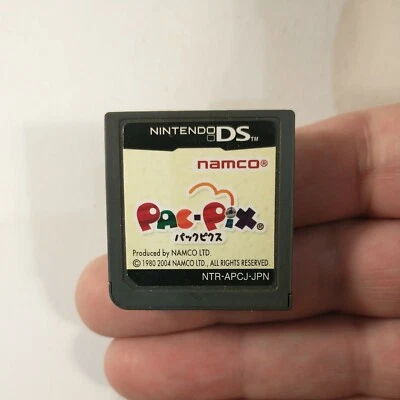 NINTENDO DS™
namco®
PAC-PIX®
パックピクス
Produced by NAMCO LTD.
© 1980 2004 NAMCO LTD., ALL RIGHTS RESERVED.
NTR-APCJ-JPN